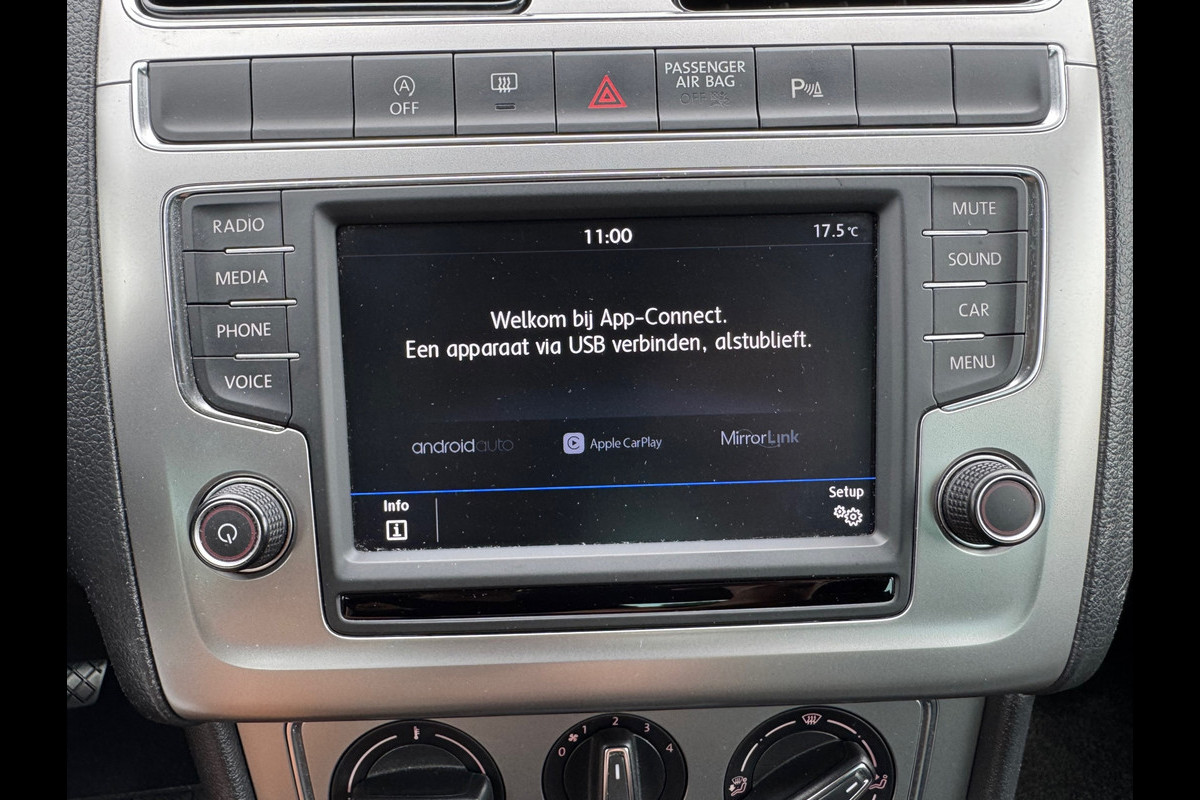 A
OFF
PASSENGER
AIR BAG
OFF
P
RADIO
MEDIA
PHONE
VOICE
11:00
17.5°C
Welkom bij App-Connect.
Een apparaat via USB verbinden, alstublieft.
androidauto
Apple CarPlay
MirrorLink
Info
i
Setup
MUTE
SOUND
CAR
MENU
0 1 2 3 4